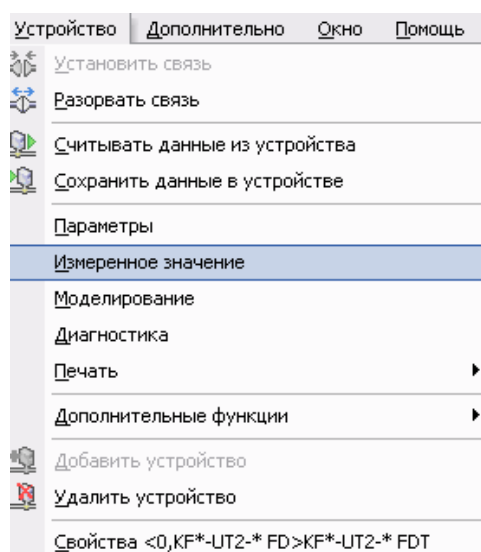 Устройство Дополнительно Окно Помощь
Установить связь
Разорвать связь
Считывать данные из устройства
Сохранить данные в устройстве
Параметры
Измеренное значение
Моделирование
Диагностика
Печать
Дополнительные функции
Добавить устройство
Удалить устройство
Свойства <0,KF*-UT2-* FD>KF*-UT2-* FDT